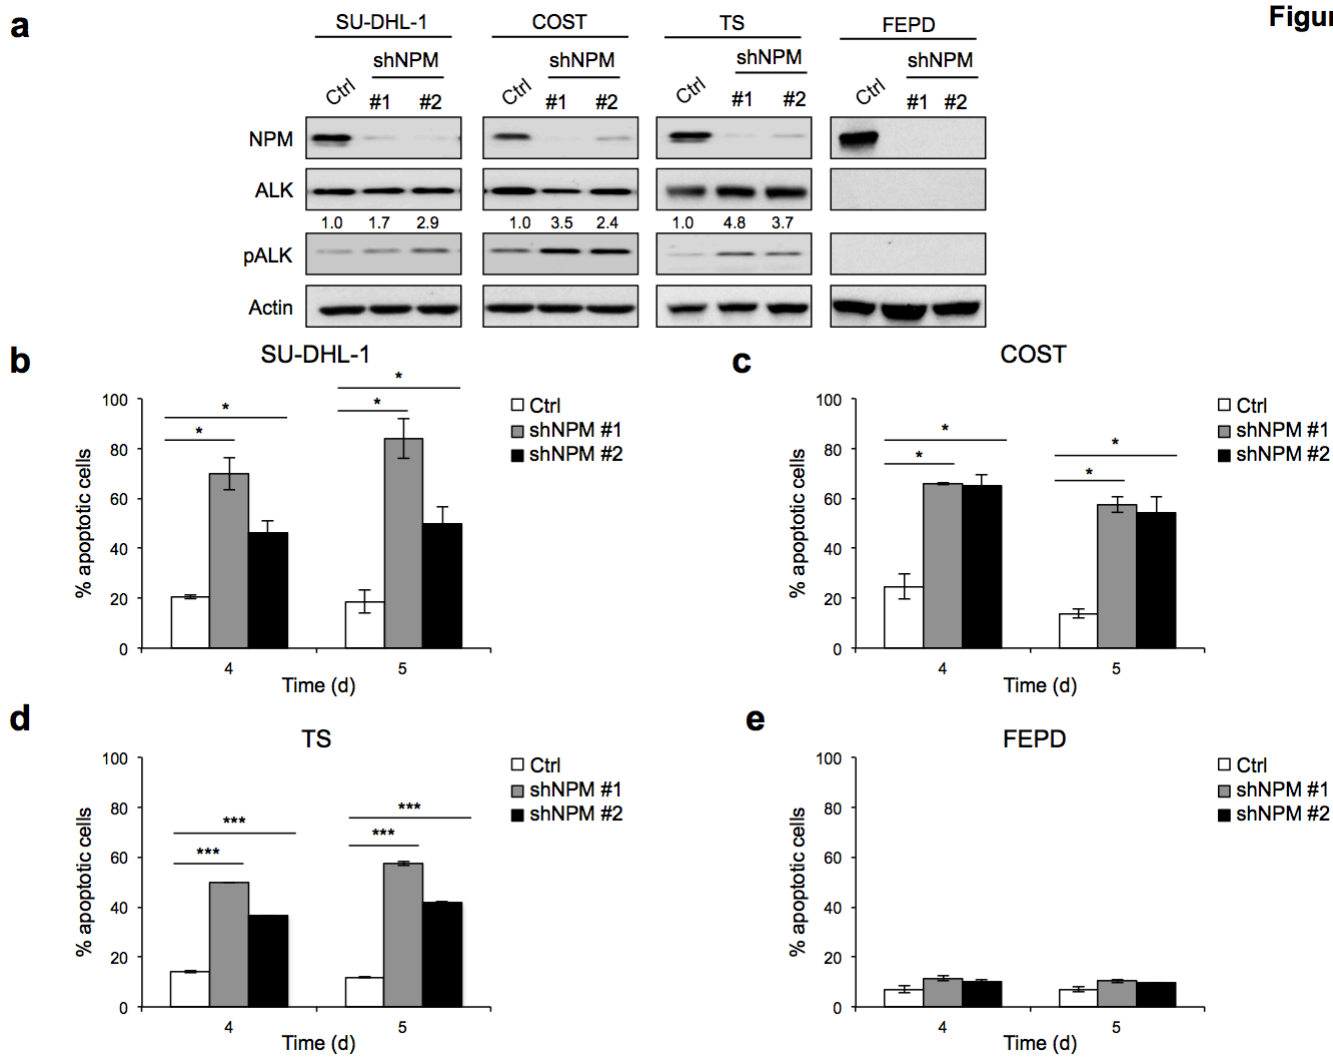 a
Figur
SU-DHL-1 COST TS FEPD
shNPM shNPM shNPM shNPM
Ctrl #1 #2 Ctrl #1 #2 Ctrl #1 #2 Ctrl #1 #2
NPM
ALK
1.0 1.7 2.9 1.0 3.5 2.4 1.0 4.8 3.7
pALK
Actin
b
SU-DHL-1
% apoptotic cells
100
80
60
40
20
0
* * * *
4 5
Time (d)
Ctrl
shNPM #1
shNPM #2
c
COST
% apoptotic cells
100
80
60
40
20
0
* * * *
4 5
Time (d)
Ctrl
shNPM #1
shNPM #2
d
TS
% apoptotic cells
100
80
60
40
20
0
*** *** *** ***
4 5
Time (d)
Ctrl
shNPM #1
shNPM #2
e
FEPD
% apoptotic cells
100
80
60
40
20
0
4 5
Time (d)
Ctrl
shNPM #1
shNPM #2